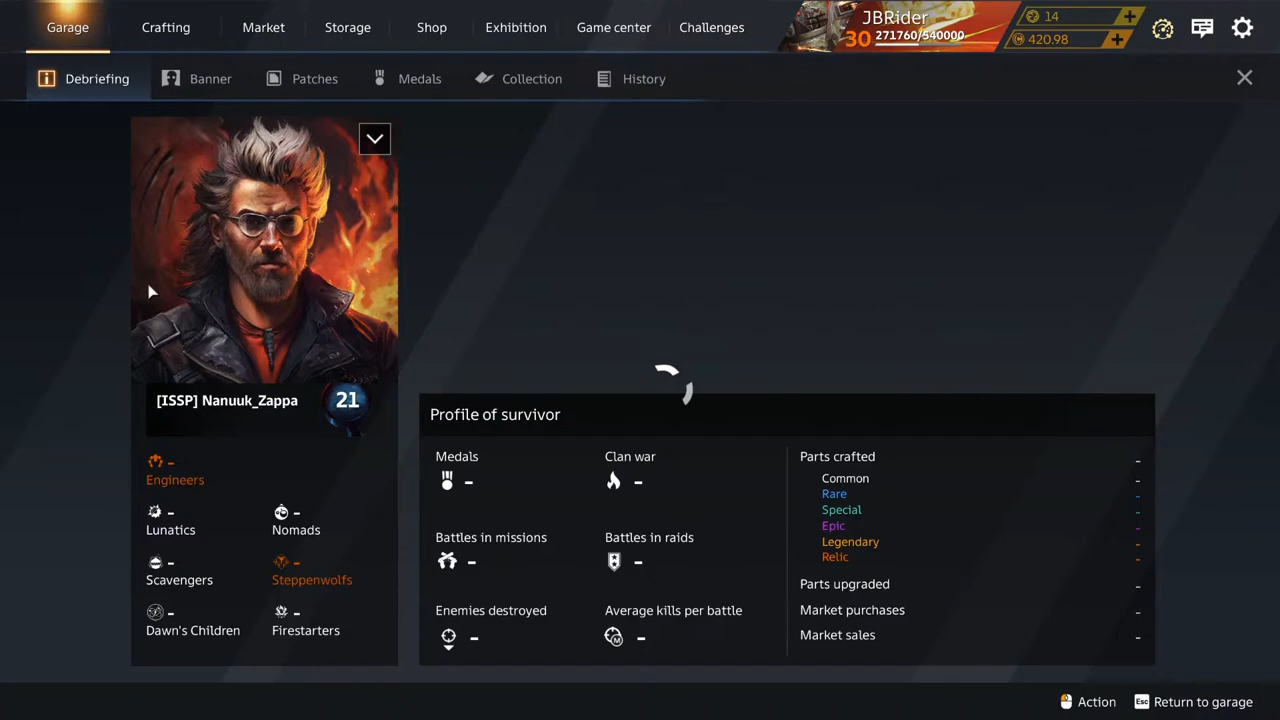 Garage
Crafting
Market
Storage
Shop
Exhibition
Game center
Challenges
JBRider
30 271760/540000
14
420.98
Debriefing
Banner
Patches
Medals
Collection
History
[ISSP] Nanuuk_Zappa
21
-
Engineers
-
Lunatics
-
Nomads
-
Scavengers
-
Steppenwolfs
-
Dawn's Children
-
Firestarters
Profile of survivor
Medals
-
Clan war
-
Battles in missions
-
Battles in raids
-
Enemies destroyed
-
Average kills per battle
M -
Parts crafted -
Common -
Rare -
Special -
Epic -
Legendary -
Relic -
Parts upgraded -
Market purchases -
Market sales -
Action
Esc Return to garage